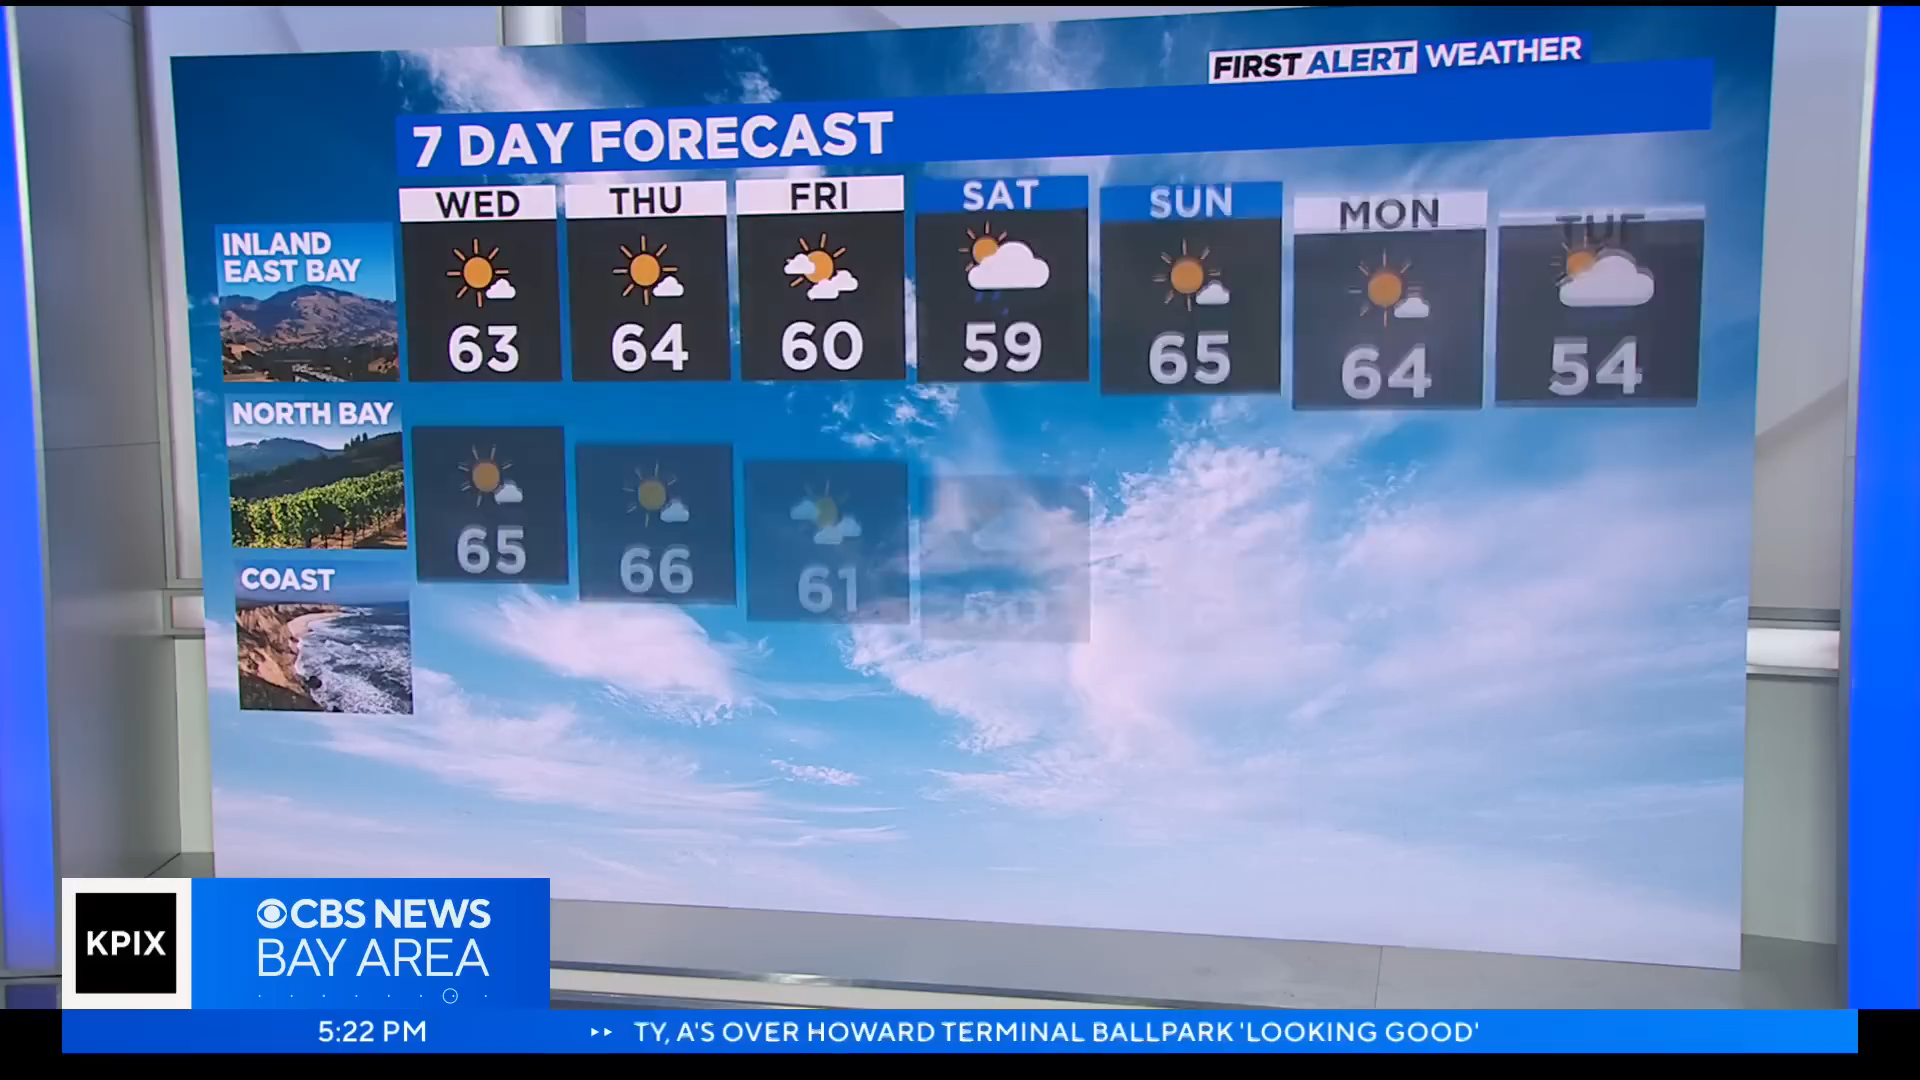 FIRST ALERT WEATHER
7 DAY FORECAST
WED THU FRI SAT SUN MON TUE
INLAND
EAST BAY
63 64 60 59 65 64 54
NORTH BAY
65 66 61
COAST
KPIX
CBS NEWS
BAY AREA
5:22 PM
TY, A'S OVER HOWARD TERMINAL BALLPARK 'LOOKING GOOD'